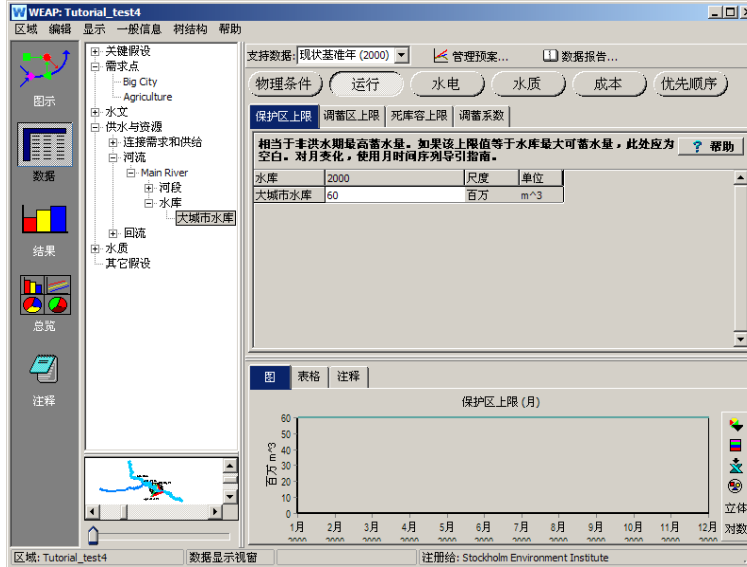 WEAP: Tutorial_test4
区域 编辑 显示 一般信息 树结构 帮助
图示
数据
结果
总览
注释
关键假设
需求点
Big City
Agriculture
水文
供水与资源
连接需求和供给
河流
Main River
河段
水库
大城市水库
回流
水质
其它假设
支持数据: 现状基准年 (2000) 管理预案... 数据报告...
物理条件 运行 水电 水质 成本 优先顺序
保护区上限 调蓄区上限 死库容上限 调蓄系数
相当于非洪水期最高蓄水量。如果该上限值等于水库最大可蓄水量，此处应为
空白。对月变化，使用月时间序列导引指南。
? 帮助
水库 2000 尺度 单位
大城市水库 60 百万 m^3
图 表格 注释
保护区上限 (月)
百万 m^3
60
50
40
30
20
10
0
1月 2月 3月 4月 5月 6月 7月 8月 9月 10月 11月 12月
2000 2000 2000 2000 2000 2000 2000 2000 2000 2000 2000 2000
立体
对数
区域: Tutorial_test4 数据显示视窗 注册给: Stockholm Environment Institute